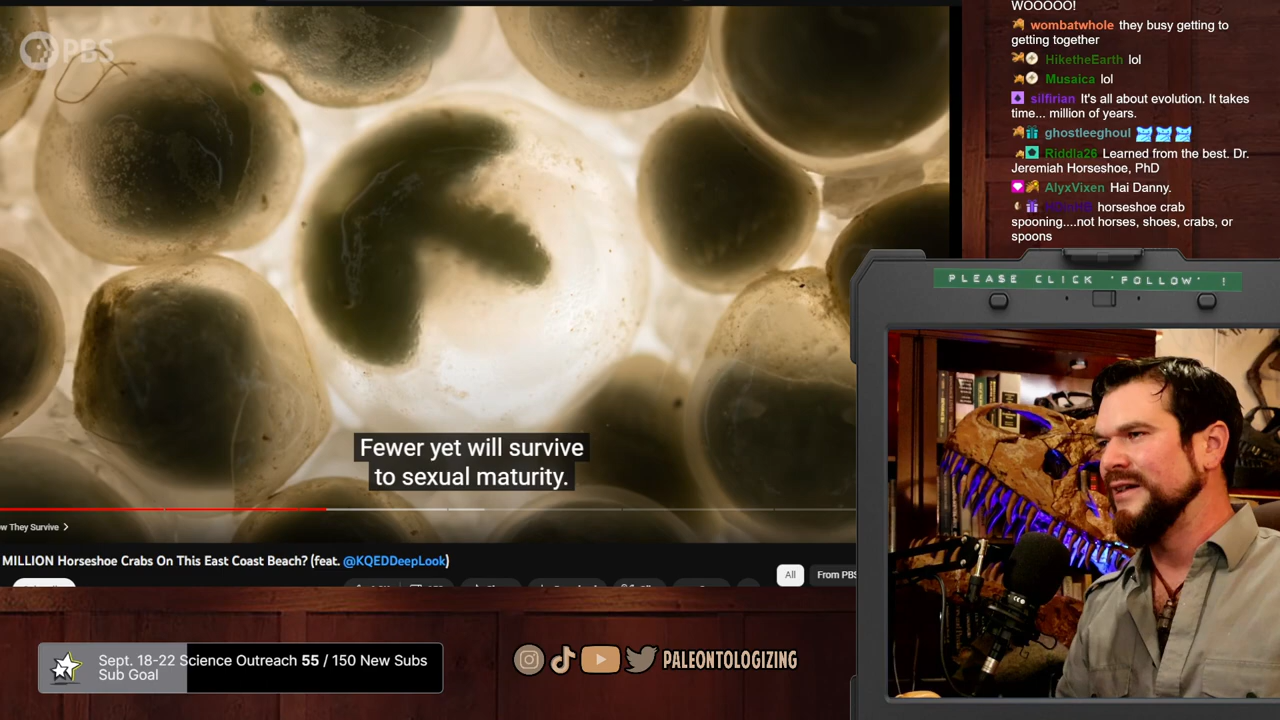 PBS
WOOOOO!
wombatwhole they busy getting to
getting together
HiketheEarth lol
Musaica lol
silfirian It's all about evolution. It takes
time... million of years.
ghostleeghoul
Riddla26 Learned from the best. Dr.
Jeremiah Horseshoe, PhD
AlyxVixen Hai Danny.
horseshoe crab
spooning....not horses, shoes, crabs, or
spoons
PLEASE CLICK "FOLLOW" !
Fewer yet will survive
to sexual maturity.
w They Survive
MILLION Horseshoe Crabs On This East Coast Beach? (feat. @KQEDDeepLook)
All
From PBS
Sept. 18-22 Science Outreach 55 / 150 New Subs
Sub Goal
PALEONTOLOGIZING